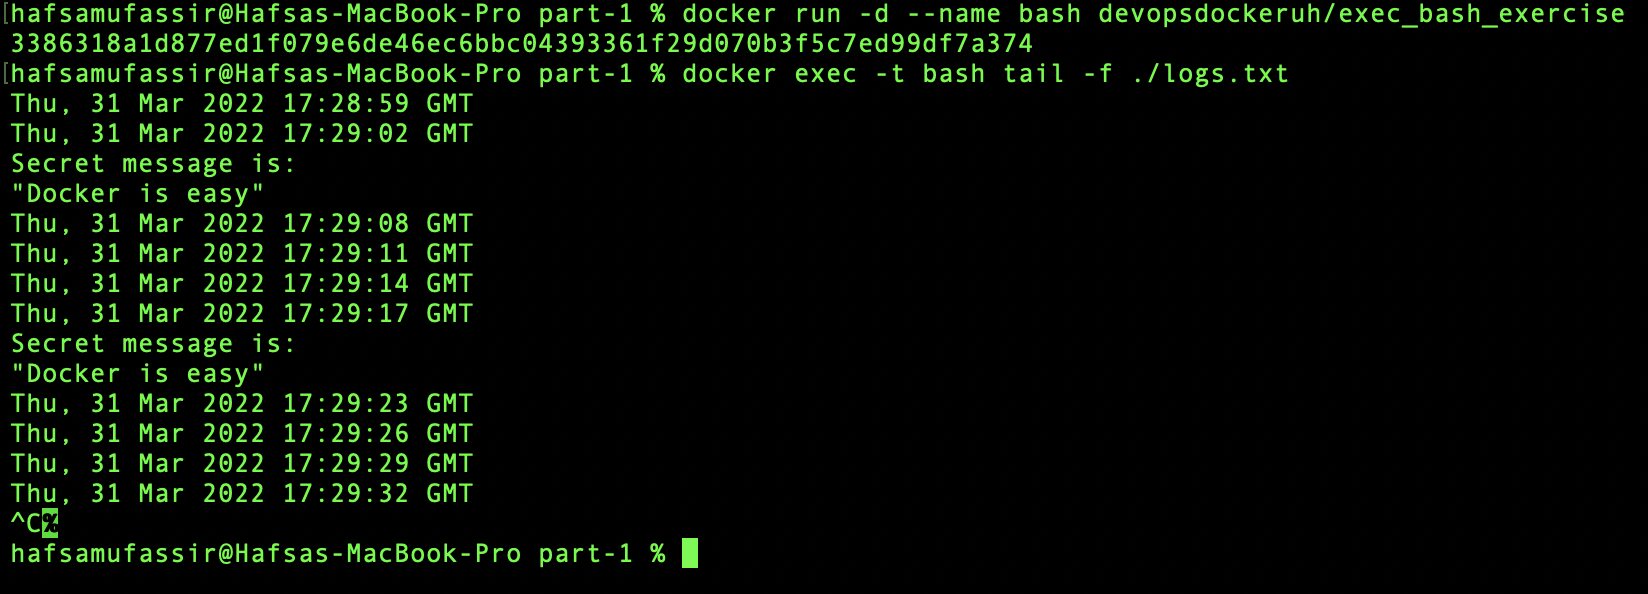 [hafsamufassir@Hafsas-MacBook-Pro part-1 % docker run -d --name bash devopsdockeruh/exec_bash_exercise
3386318a1d877ed1f079e6de46ec6bbc04393361f29d070b3f5c7ed99df7a374
[hafsamufassir@Hafsas-MacBook-Pro part-1 % docker exec -t bash tail -f ./logs.txt
Thu, 31 Mar 2022 17:28:59 GMT
Thu, 31 Mar 2022 17:29:02 GMT
Secret message is:
"Docker is easy"
Thu, 31 Mar 2022 17:29:08 GMT
Thu, 31 Mar 2022 17:29:11 GMT
Thu, 31 Mar 2022 17:29:14 GMT
Thu, 31 Mar 2022 17:29:17 GMT
Secret message is:
"Docker is easy"
Thu, 31 Mar 2022 17:29:23 GMT
Thu, 31 Mar 2022 17:29:26 GMT
Thu, 31 Mar 2022 17:29:29 GMT
Thu, 31 Mar 2022 17:29:32 GMT
^C%
hafsamufassir@Hafsas-MacBook-Pro part-1 %